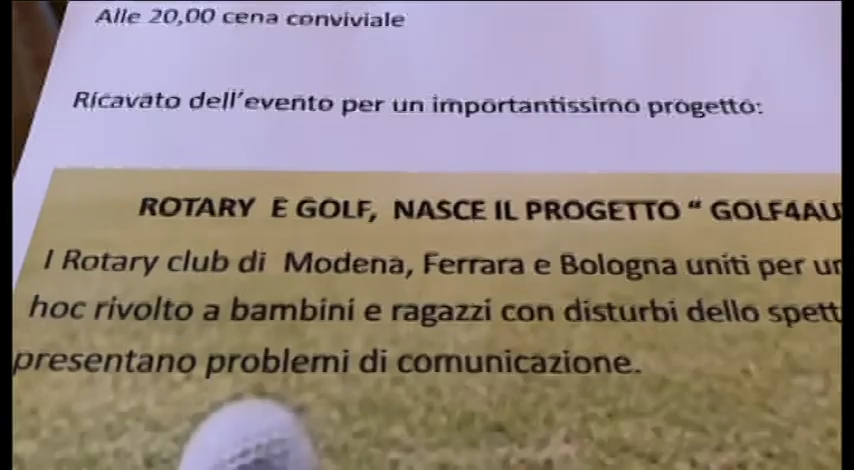 Alle 20,00 cena conviviale
Ricavato dell'evento per un importantissimo progetto:
ROTARY E GOLF, NASCE IL PROGETTO “ GOLF4AU
I Rotary club di Modena, Ferrara e Bologna uniti per un
hoc rivolto a bambini e ragazzi con disturbi dello spett
presentano problemi di comunicazione.